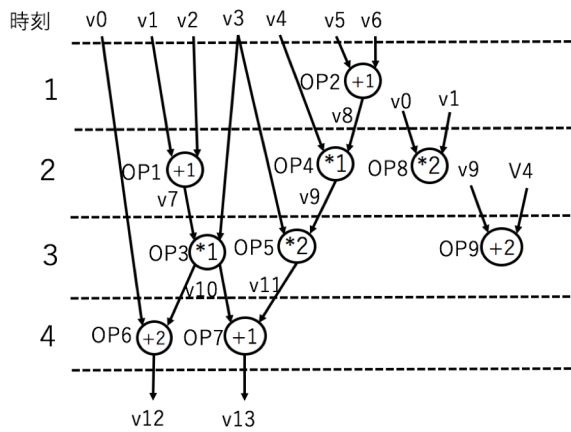 時刻 v0 v1 v2 v3 v4 v5 v6
1 OP2 +1
v8 v0 v1
2 OP1 +1 OP4 *1 OP8 *2 v9 V4
v7 v9
3 OP3 *1 OP5 *2 OP9 +2
v10 v11
4 OP6 +2 OP7 +1
v12 v13